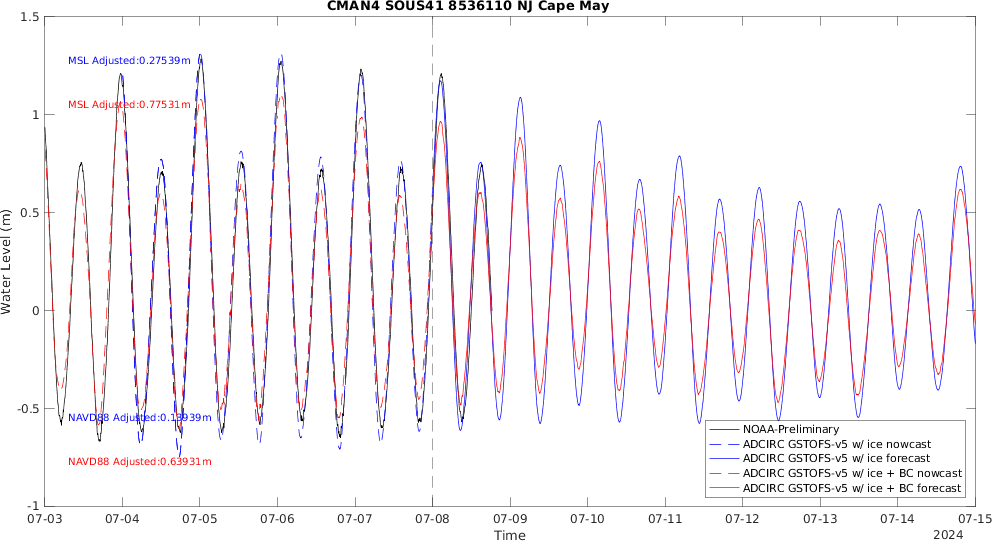 CMAN4 SOUS41 8536110 NJ Cape May
1.5
1
0.5
0
-0.5
-1
Water Level (m)
MSL Adjusted:0.27539m
MSL Adjusted:0.77531m
NAVD88 Adjusted:0.13939m
NAVD88 Adjusted:0.63931m
NOAA-Preliminary
ADCIRC GSTOFS-v5 w/ ice nowcast
ADCIRC GSTOFS-v5 w/ ice forecast
ADCIRC GSTOFS-v5 w/ ice + BC nowcast
ADCIRC GSTOFS-v5 w/ ice + BC forecast
07-03 07-04 07-05 07-06 07-07 07-08 07-09 07-10 07-11 07-12 07-13 07-14 07-15
Time
2024